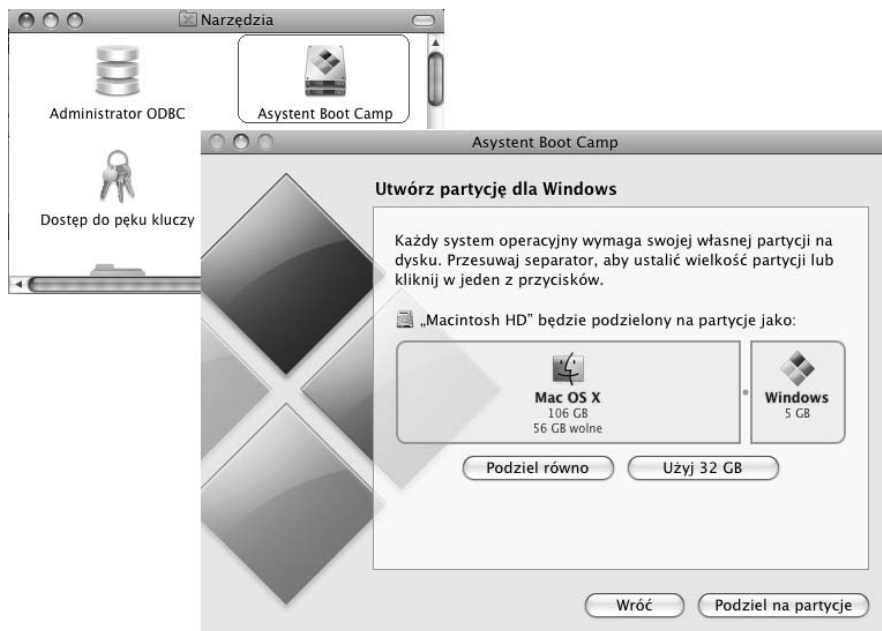 Narzędzia
Administrator ODBC
Asystent Boot Camp
Dostęp do pęku kluczy
Asystent Boot Camp
Utwórz partycję dla Windows
Każdy system operacyjny wymaga swojej własnej partycji na
dysku. Przesuwaj separator, aby ustalić wielkość partycji lub
kliknij w jeden z przycisków.
„Macintosh HD” będzie podzielony na partycje jako:
Mac OS X
106 GB
56 GB wolne
Windows
5 GB
Podziel równo
Użyj 32 GB
Wróć
Podziel na partycje